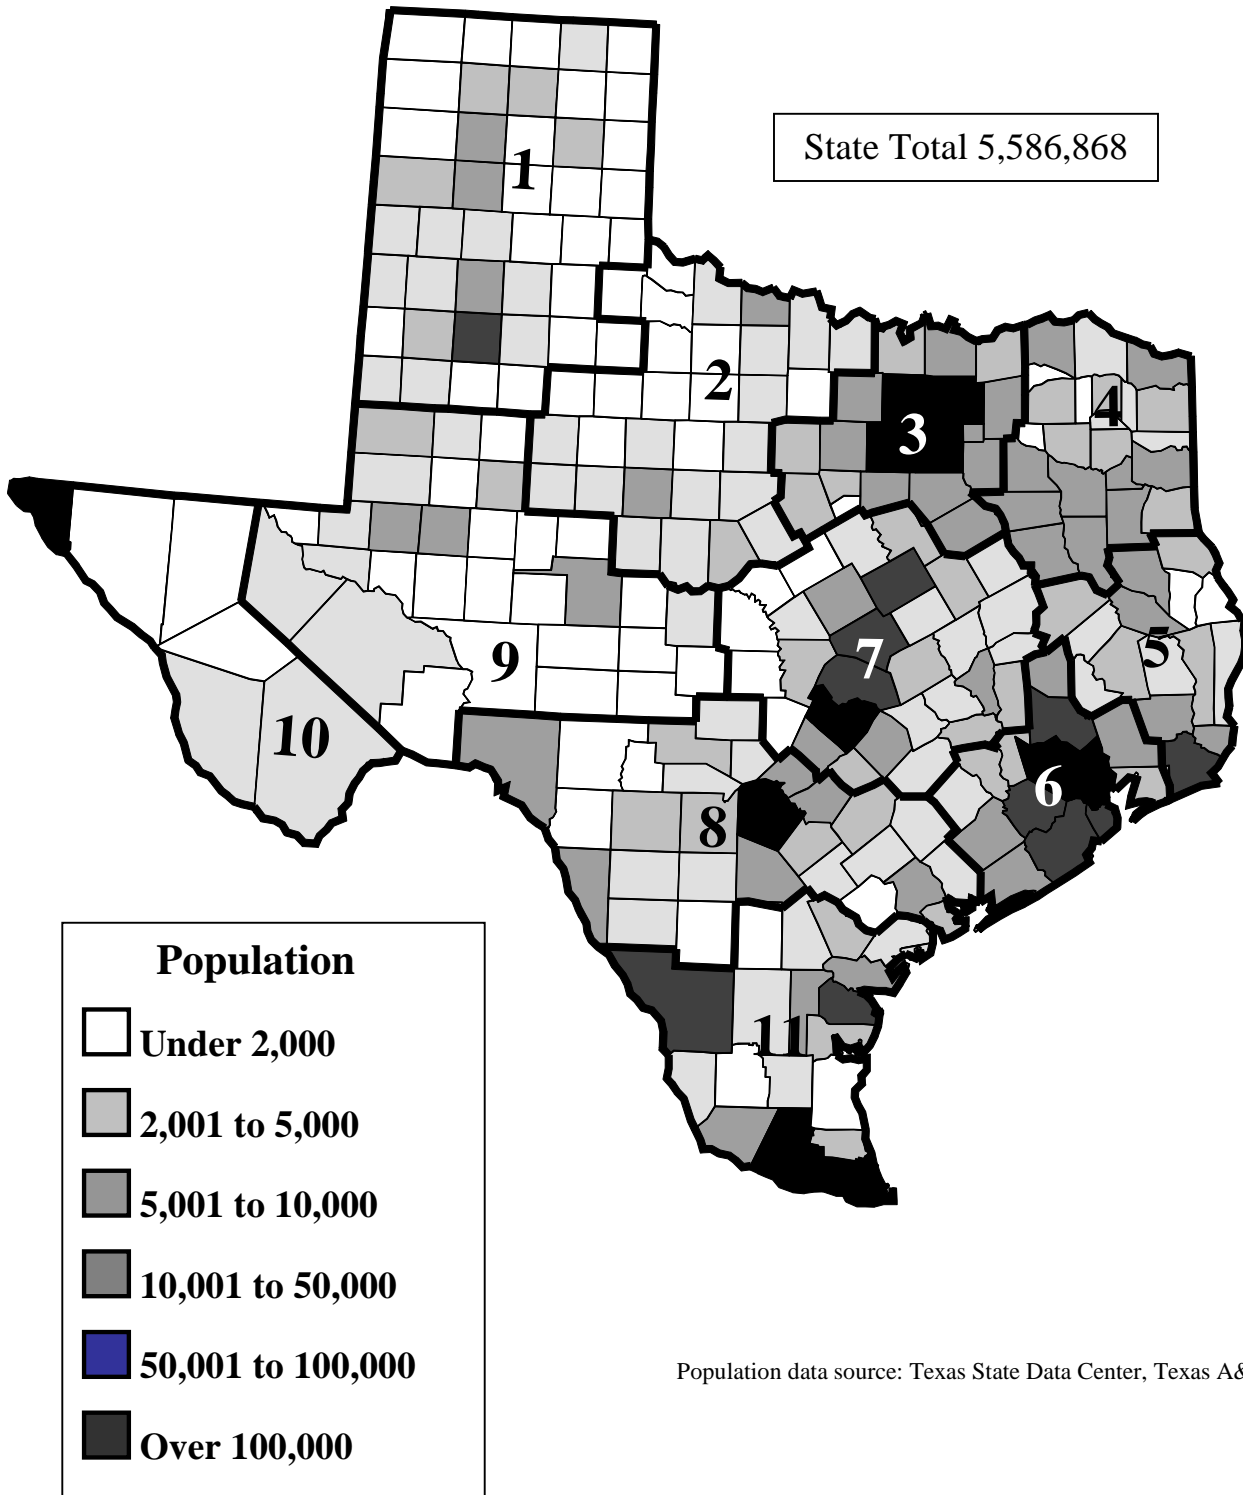 State Total 5,586,868
1
2
3
4
5
6
7
8
9
10
11
Population
Under 2,000
2,001 to 5,000
5,001 to 10,000
10,001 to 50,000
50,001 to 100,000
Over 100,000
Population data source: Texas State Data Center, Texas A&